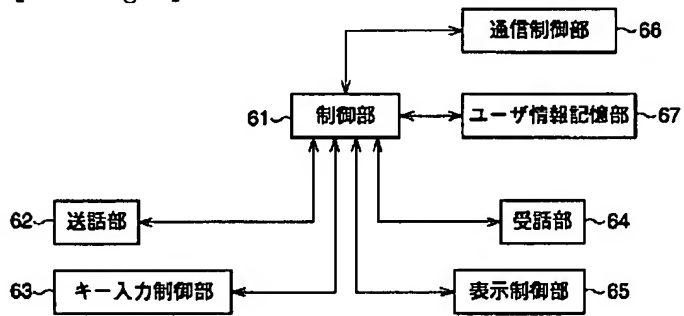 通信制御部 66
61 制御部
ユーザ情報記憶部 67
62 送話部
受話部 64
63 キー入力制御部
表示制御部 65